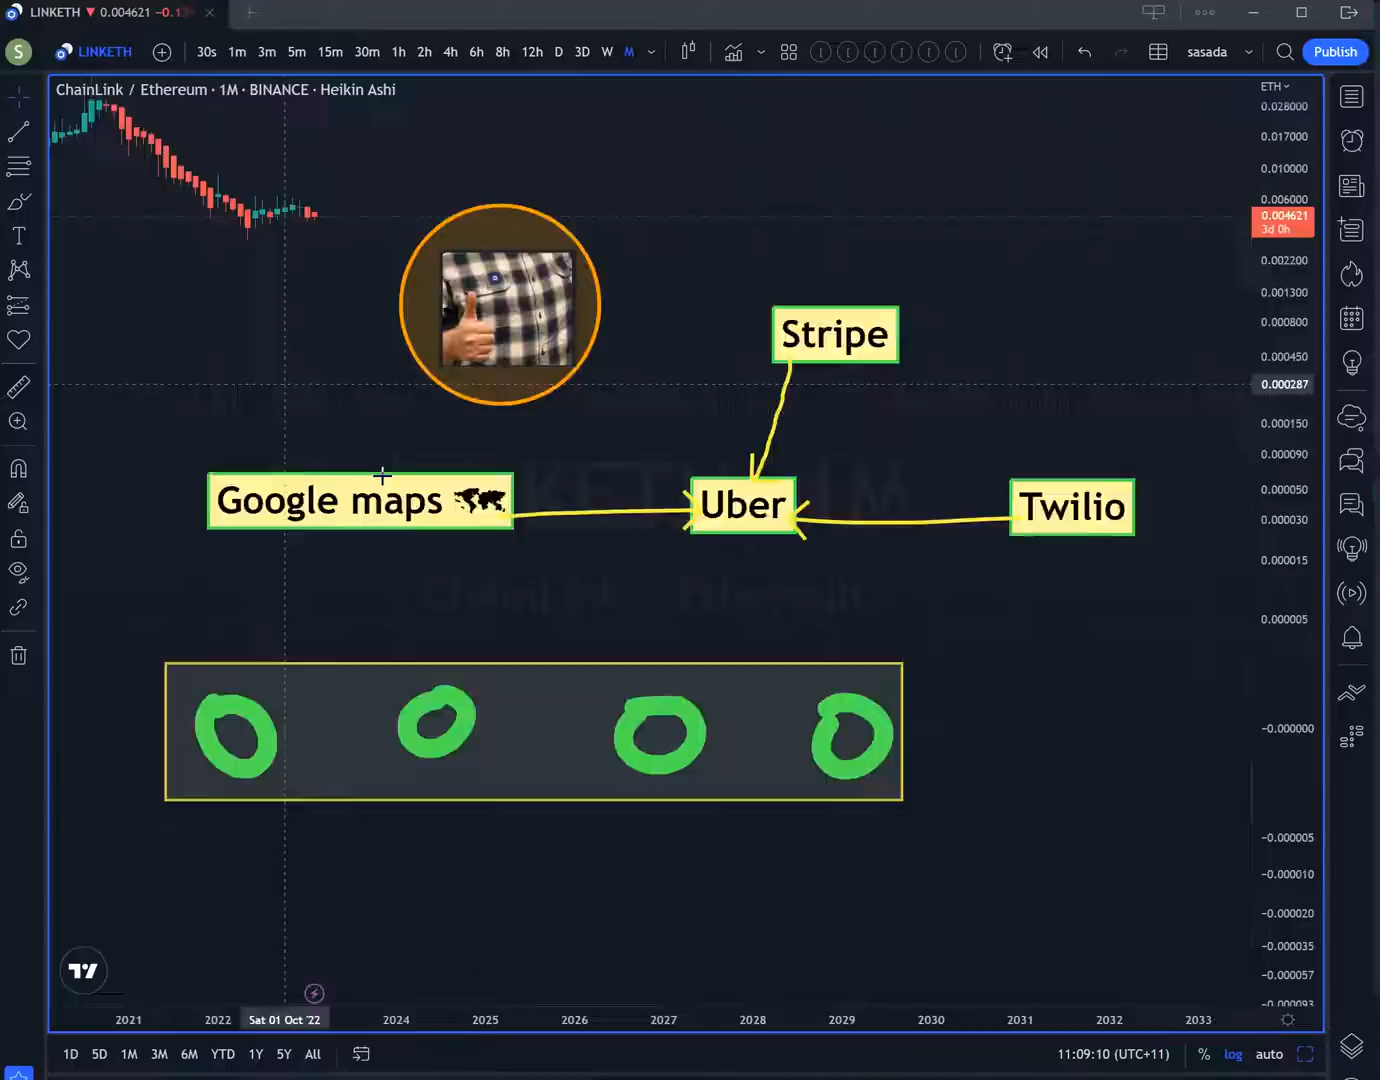 LINKETH ▼ 0.004621 −0.1
S LINKETH 30s 1m 3m 5m 15m 30m 1h 2h 4h 6h 8h 12h D 3D W M sasada Publish
ChainLink / Ethereum · 1M · BINANCE · Heikin Ashi
ETH
0.028000
0.017000
0.010000
0.006000
0.004621
3d 0h
0.002200
0.001300
0.000800
0.000450
0.000287
0.000150
0.000090
0.000050
0.000030
0.000015
0.000005
−0.000000
−0.000005
−0.000010
−0.000020
−0.000035
−0.000057
−0.000093
Stripe
Google maps
Uber
Twilio
2021 2022 Sat 01 Oct '22 2024 2025 2026 2027 2028 2029 2030 2031 2032 2033
1D 5D 1M 3M 6M YTD 1Y 5Y All 11:09:10 (UTC+11) % log auto